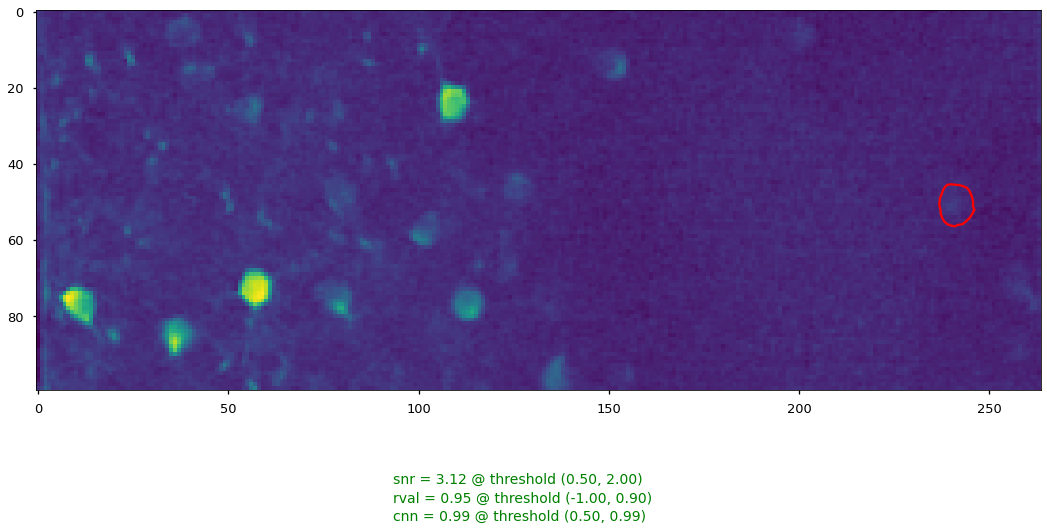 0
20
40
60
80
0 50 100 150 200 250
snr = 3.12 @ threshold (0.50, 2.00)
rval = 0.95 @ threshold (-1.00, 0.90)
cnn = 0.99 @ threshold (0.50, 0.99)